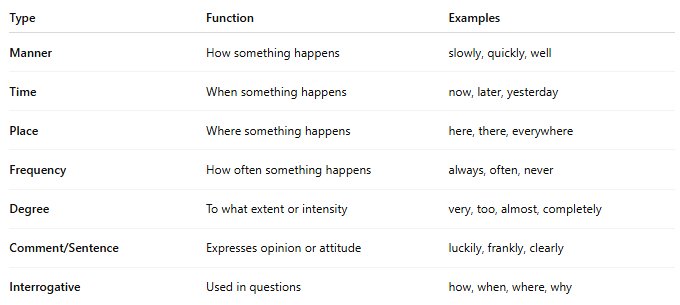 Type Function Examples
Manner How something happens slowly, quickly, well
Time When something happens now, later, yesterday
Place Where something happens here, there, everywhere
Frequency How often something happens always, often, never
Degree To what extent or intensity very, too, almost, completely
Comment/Sentence Expresses opinion or attitude luckily, frankly, clearly
Interrogative Used in questions how, when, where, why